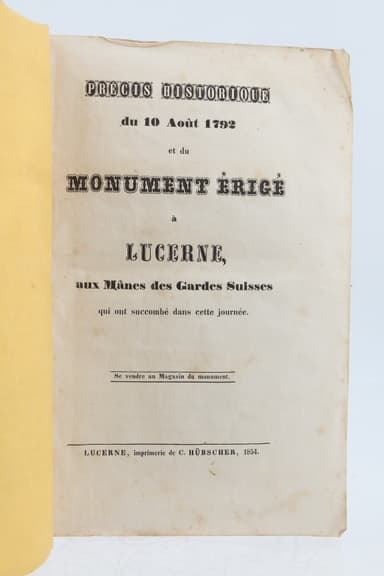 PRÉCIS HISTORIQUE
du 10 Août 1792
et du
MONUMENT ÉRIGÉ
à
LUCERNE,
aux Mânes des Gardes Suisses
qui ont succombé dans cette journée.
Se vendre au Magasin du monument.
LUCERNE, imprimerie de C. HÜBSCHER, 1854.